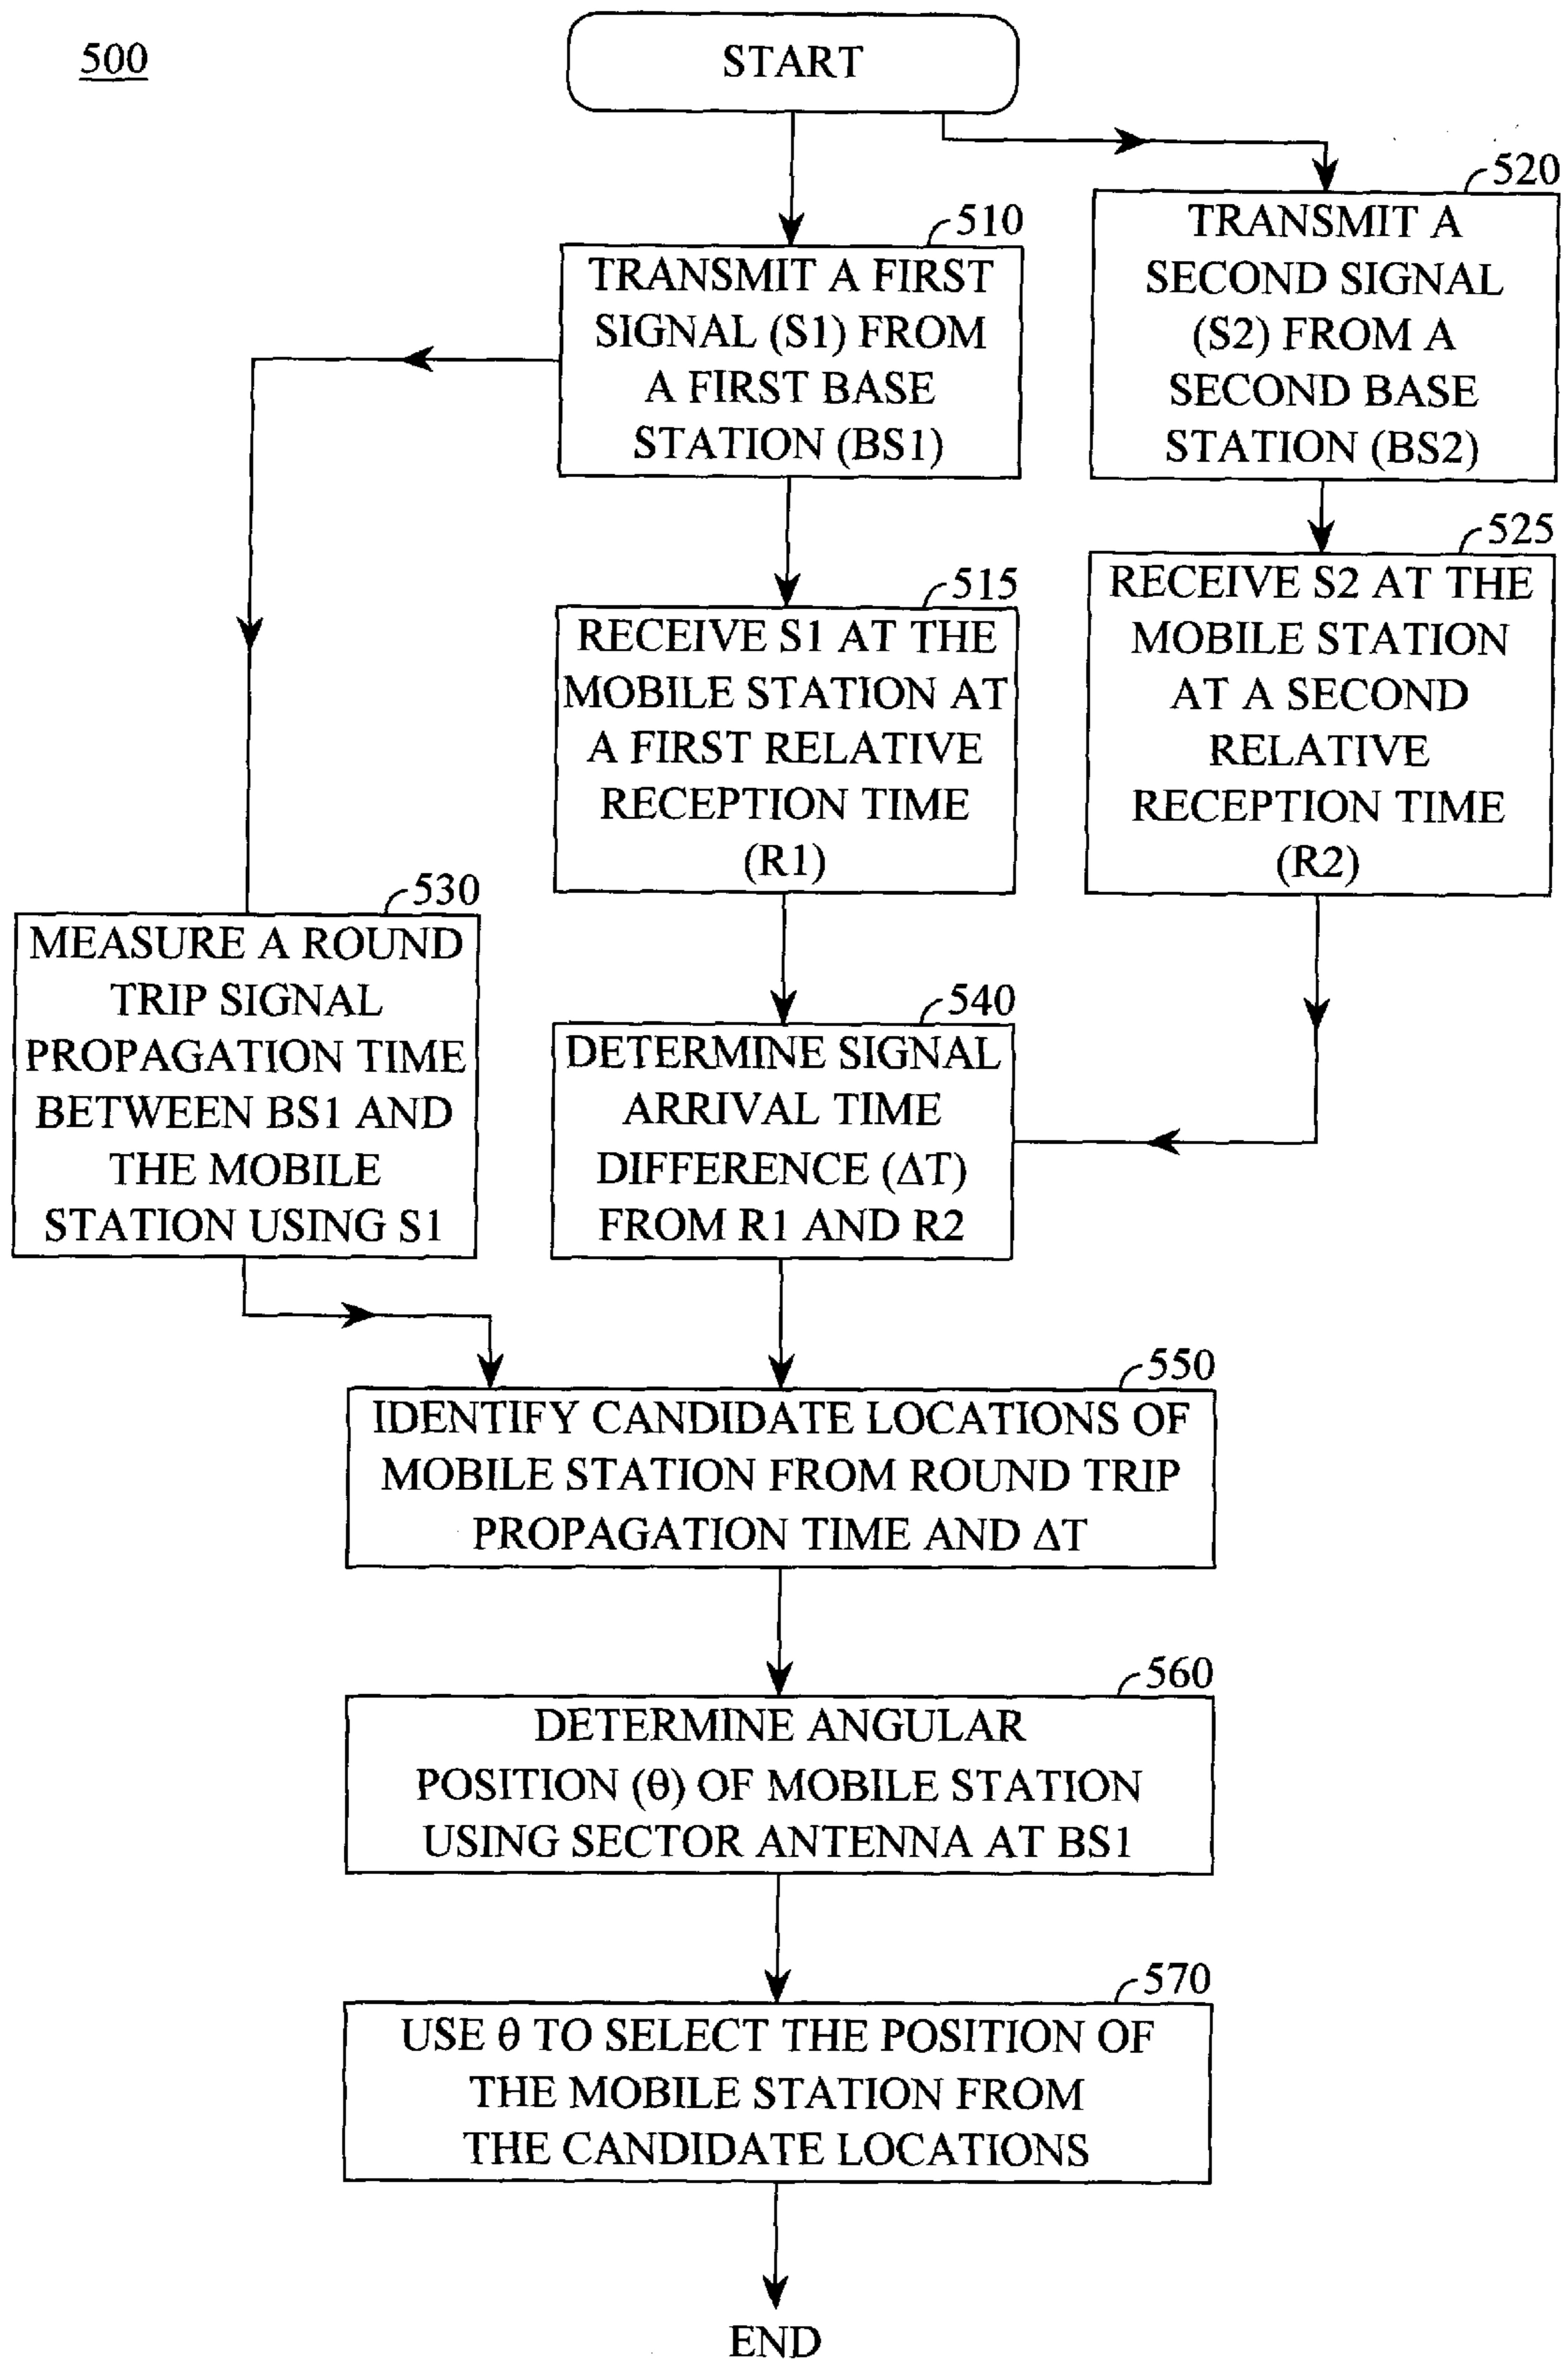 500
START
510
TRANSMIT A FIRST
SIGNAL (S1) FROM
A FIRST BASE
STATION (BS1)
520
TRANSMIT A
SECOND SIGNAL
(S2) FROM A
SECOND BASE
STATION (BS2)
515
RECEIVE S1 AT THE
MOBILE STATION AT
A FIRST RELATIVE
RECEPTION TIME
(R1)
525
RECEIVE S2 AT THE
MOBILE STATION
AT A SECOND
RELATIVE
RECEPTION TIME
(R2)
530
MEASURE A ROUND
TRIP SIGNAL
PROPAGATION TIME
BETWEEN BS1 AND
THE MOBILE
STATION USING S1
540
DETERMINE SIGNAL
ARRIVAL TIME
DIFFERENCE (ΔT)
FROM R1 AND R2
550
IDENTIFY CANDIDATE LOCATIONS OF
MOBILE STATION FROM ROUND TRIP
PROPAGATION TIME AND ΔT
560
DETERMINE ANGULAR
POSITION (θ) OF MOBILE STATION
USING SECTOR ANTENNA AT BS1
570
USE θ TO SELECT THE POSITION OF
THE MOBILE STATION FROM
THE CANDIDATE LOCATIONS
END